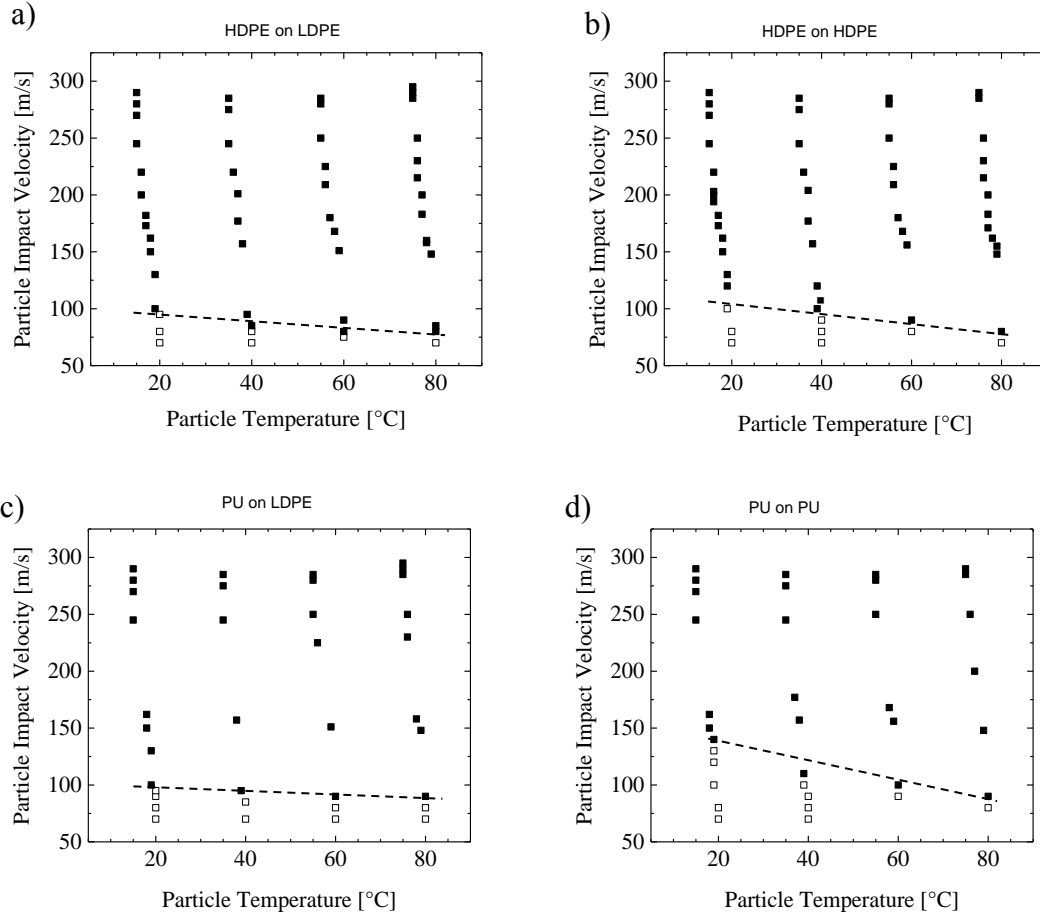 a)
HDPE on LDPE
Particle Impact Velocity [m/s]
300
250
200
150
100
50
20
40
60
80
Particle Temperature [°C]
b)
HDPE on HDPE
Particle Impact Velocity [m/s]
300
250
200
150
100
50
20
40
60
80
Particle Temperature [°C]
c)
PU on LDPE
Particle Impact Velocity [m/s]
300
250
200
150
100
50
20
40
60
80
Particle Temperature [°C]
d)
PU on PU
Particle Impact Velocity [m/s]
300
250
200
150
100
50
20
40
60
80
Particle Temperature [°C]